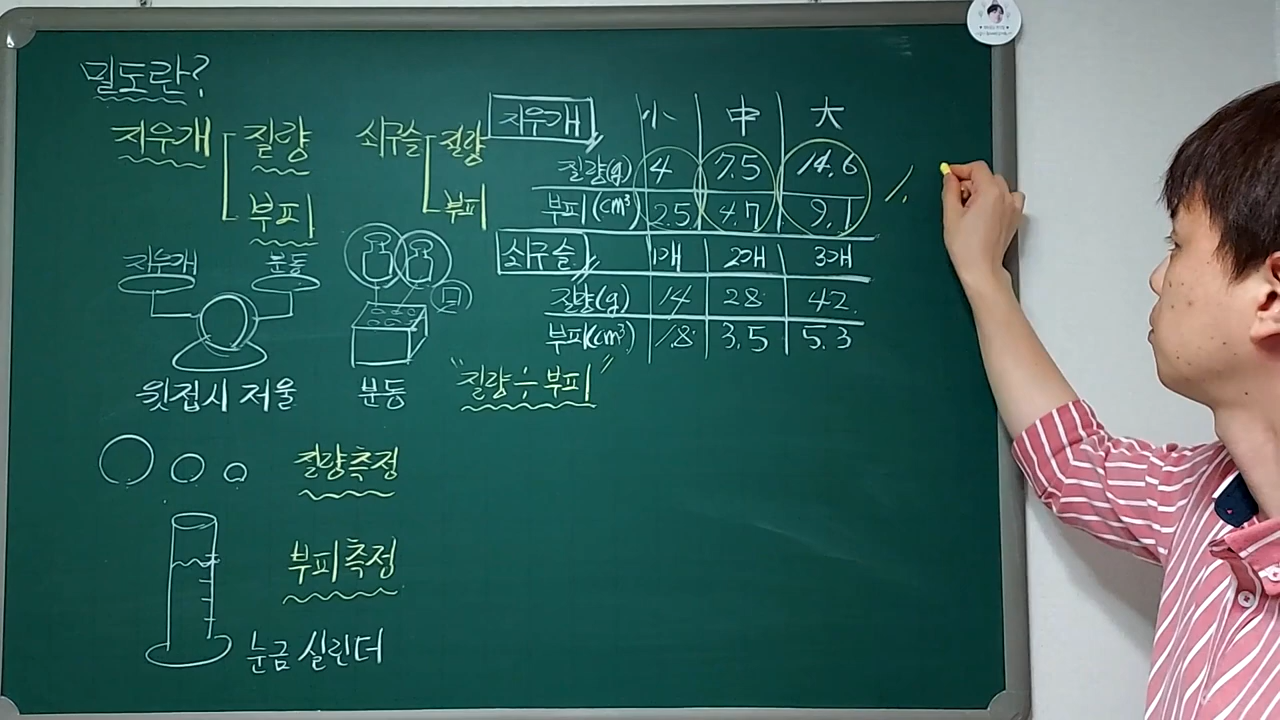 밀도란?
지우개 질량 부피
쇠구슬 질량 부피
지우개 小 中 大
질량(g) 4 7.5 14.6
부피(cm³) 2.5 4.7 9.1
1.
쇠구슬 1개 2개 3개
질량(g) 14 28 42
부피(cm³) 1.8 3.5 5.3
지우개 분동
윗접시 저울
분동
"질량÷부피"
질량측정
부피측정
눈금 실린더